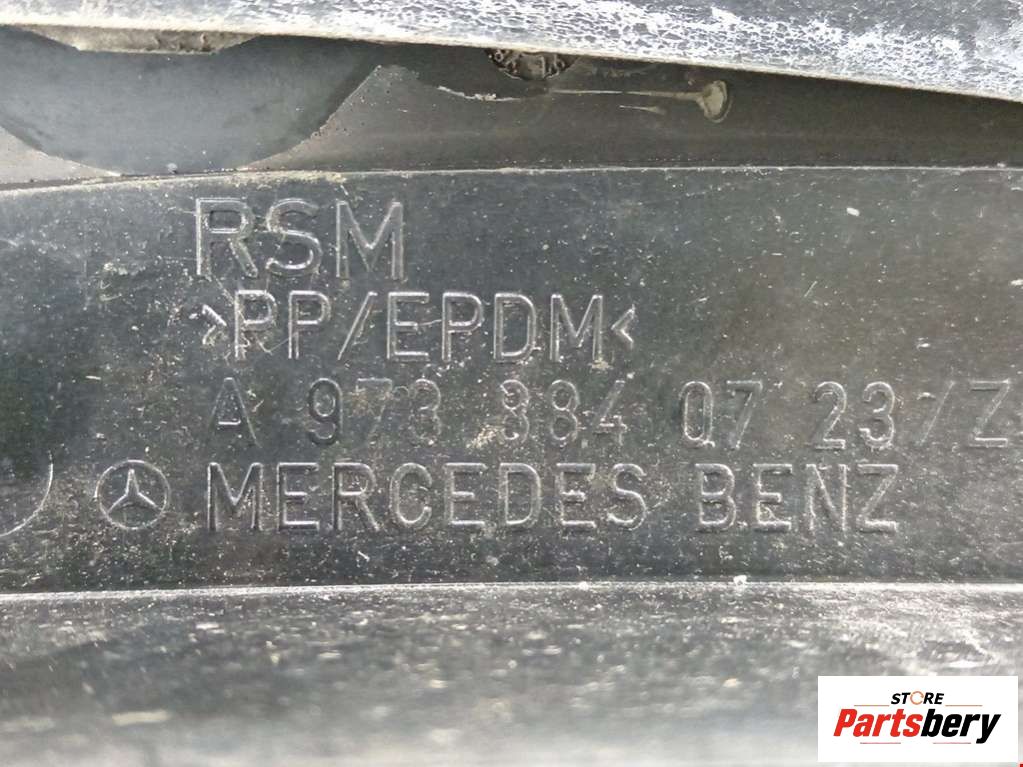 RSM
>PP/EPDM<
A 973 884 07 23/Z
MERCEDES BENZ
STORE
Partsbery